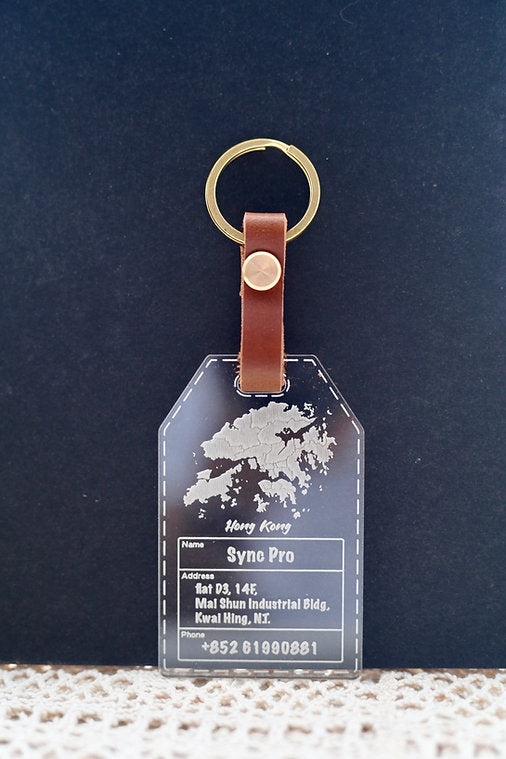 Hong Kong
Name
Sync Pro
Address
flat D3, 14F,
Mai Shun Industrial Bldg,
Kwai Hing, N.T.
Phone
+852 61990881